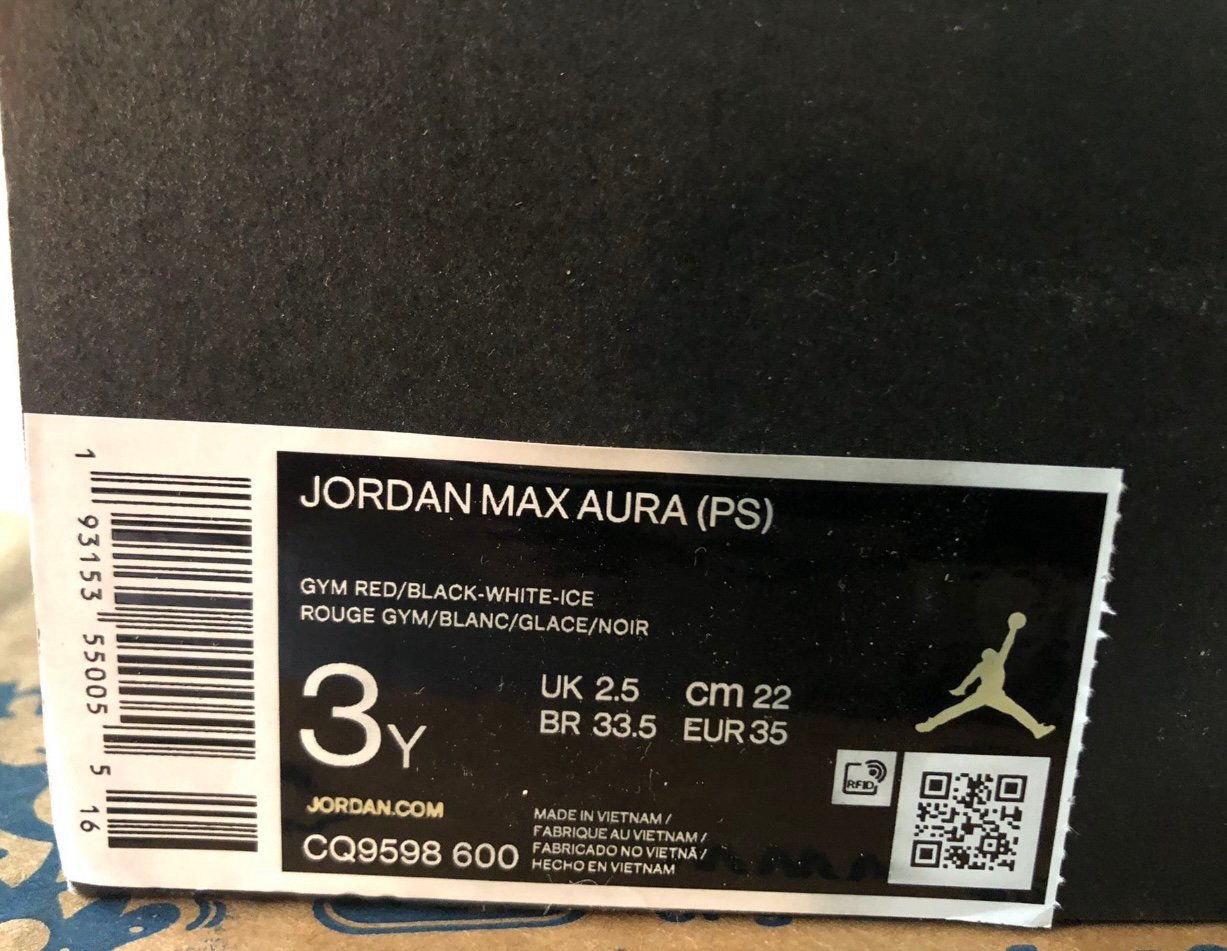 1 93153 55005 5 16
JORDAN MAX AURA (PS)
GYM RED/BLACK-WHITE-ICE
ROUGE GYM/BLANC/GLACE/NOIR
3Y
UK 2.5 cm 22
BR 33.5 EUR 35
RFID
JORDAN.COM
CQ9598 600
MADE IN VIETNAM /
FABRIQUE AU VIETNAM /
FABRICADO NO VIETNÃ /
HECHO EN VIETNAM